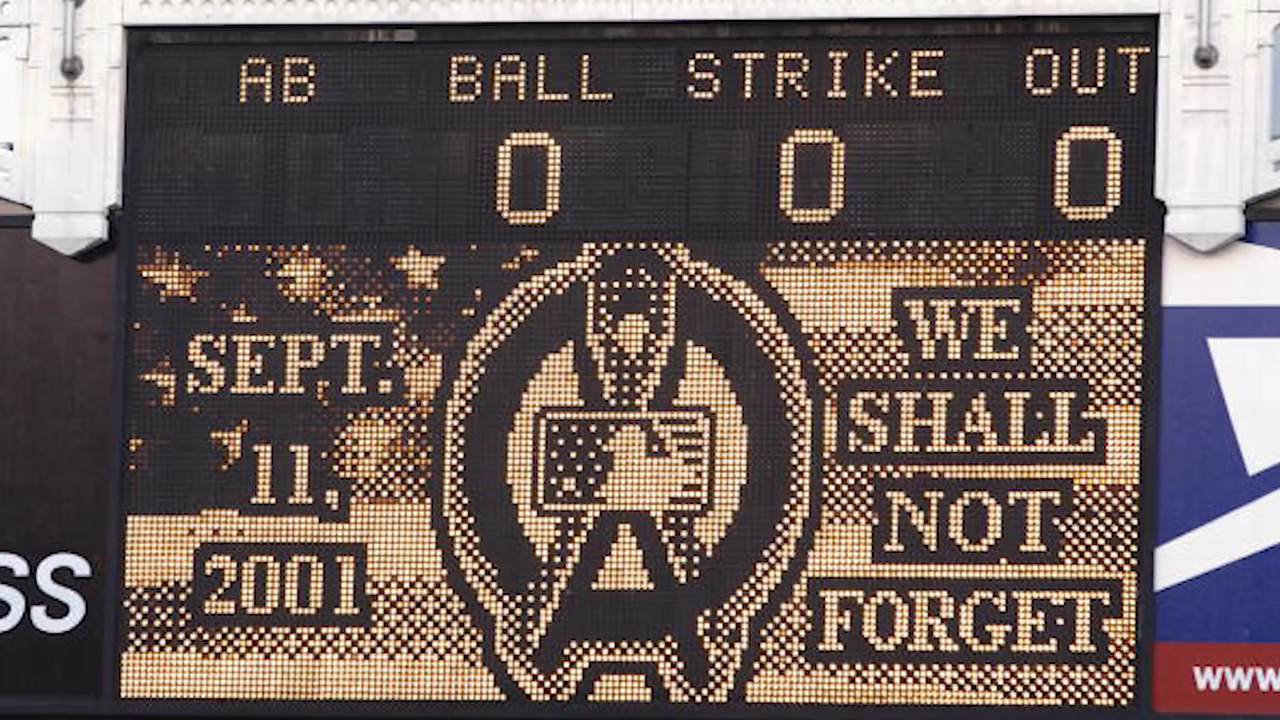 AB BALL STRIKE OUT
0 0 0
SEPT.
11,
2001
WE
SHALL
NOT
FORGET
SS
www